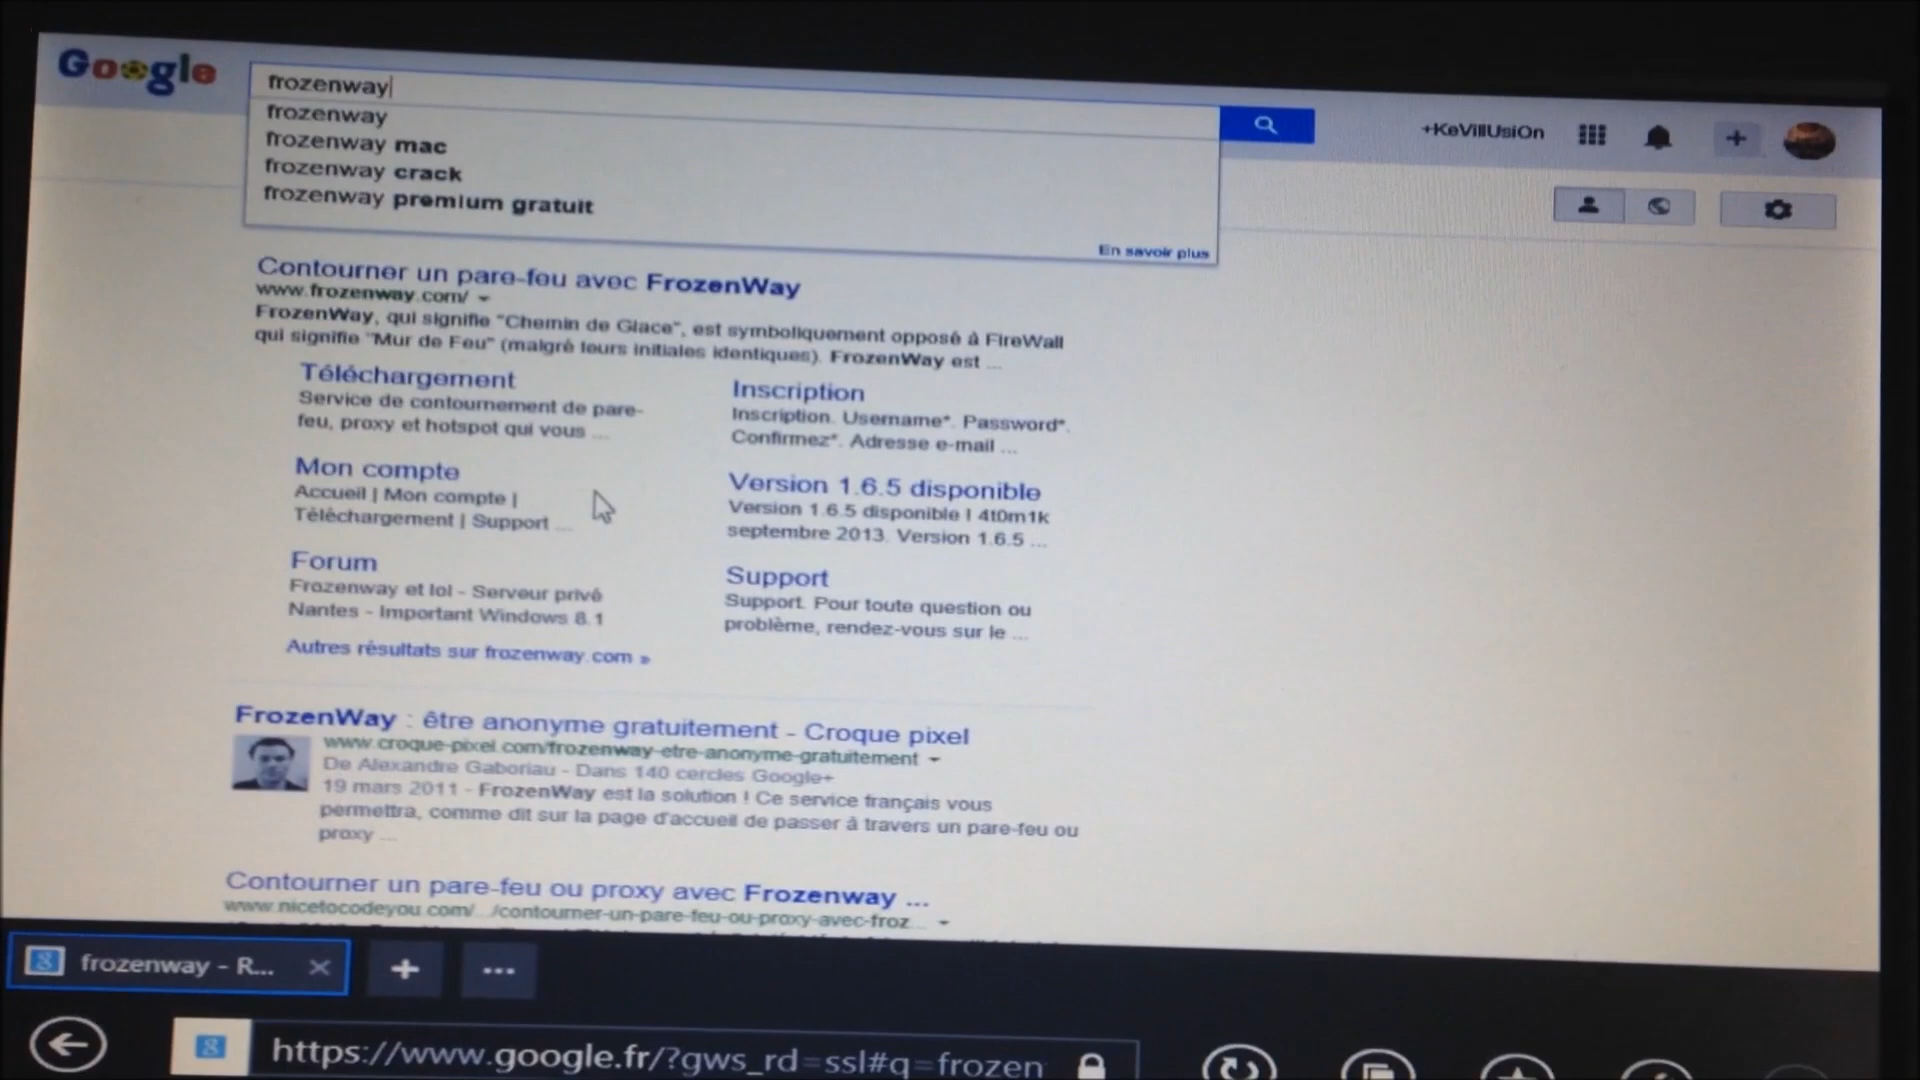 Google
frozenway
+KeVillUsiOn
frozenway
frozenway mac
frozenway crack
frozenway premium gratuit
En savoir plus
Contourner un pare-feu avec FrozenWay
www.frozenway.com/
FrozenWay, qui signifie "Chemin de Glace", est symboliquement opposé à FireWall
qui signifie "Mur de Feu" (malgré leurs initiales identiques). FrozenWay est ...
Téléchargement
Service de contournement de pare-
feu, proxy et hotspot qui vous ...
Inscription
Inscription. Username*. Password*.
Confirmez*. Adresse e-mail ...
Mon compte
Accueil | Mon compte |
Téléchargement | Support ...
Version 1.6.5 disponible
Version 1.6.5 disponible ! 4t0m1k
septembre 2013. Version 1.6.5 ...
Forum
Frozenway et lol - Serveur privé
Nantes - Important Windows 8.1
Support
Support. Pour toute question ou
problème, rendez-vous sur le ...
Autres résultats sur frozenway.com »
FrozenWay : être anonyme gratuitement - Croque pixel
www.croque-pixel.com/frozenway-etre-anonyme-gratuitement
De Alexandre Gaboriau - Dans 140 cercles Google+
19 mars 2011 - FrozenWay est la solution ! Ce service français vous
permettra, comme dit sur la page d'accueil de passer à travers un pare-feu ou
proxy ...
Contourner un pare-feu ou proxy avec Frozenway ...
www.nicetocodeyou.com/.../contourner-un-pare-feu-ou-proxy-avec-froz...
frozenway - R...
https://www.google.fr/?gws_rd=ssl#q=frozen